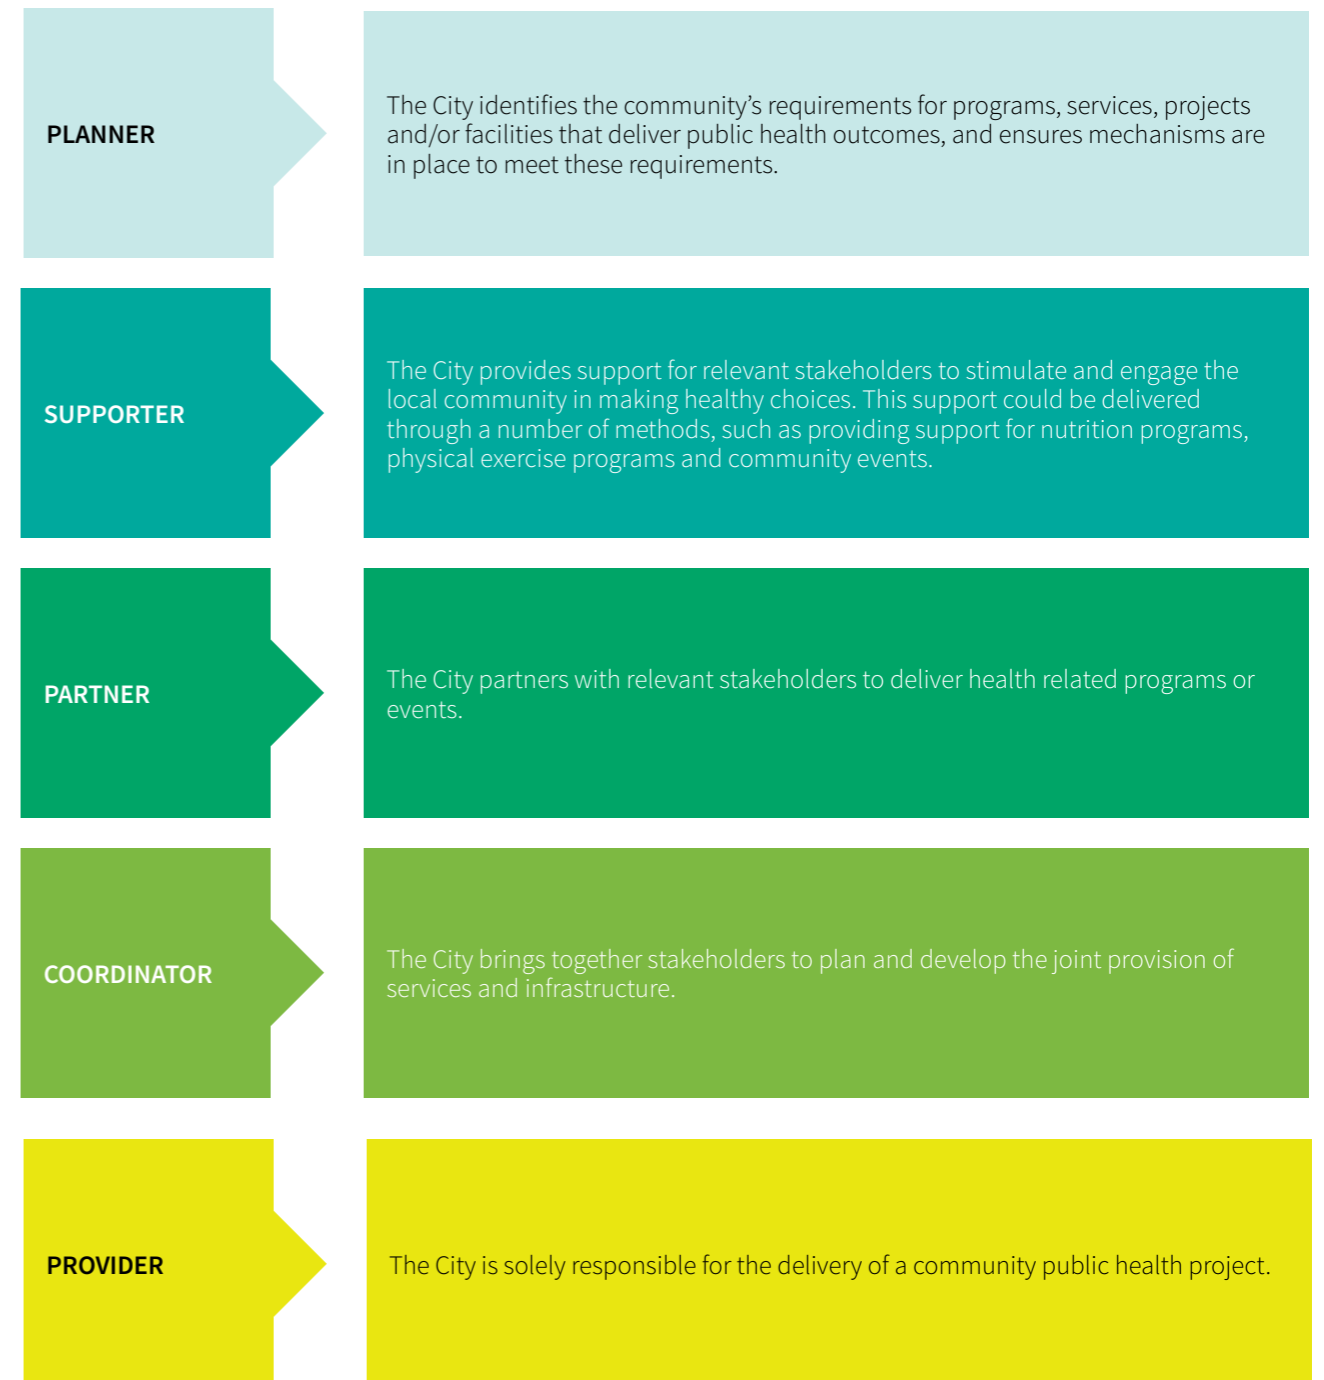 PLANNER
The City identifies the community’s requirements for programs, services, projects
and/or facilities that deliver public health outcomes, and ensures mechanisms are
in place to meet these requirements.
SUPPORTER
The City provides support for relevant stakeholders to stimulate and engage the
local community in making healthy choices. This support could be delivered
through a number of methods, such as providing support for nutrition programs,
physical exercise programs and community events.
PARTNER
The City partners with relevant stakeholders to deliver health related programs or
events.
COORDINATOR
The City brings together stakeholders to plan and develop the joint provision of
services and infrastructure.
PROVIDER
The City is solely responsible for the delivery of a community public health project.